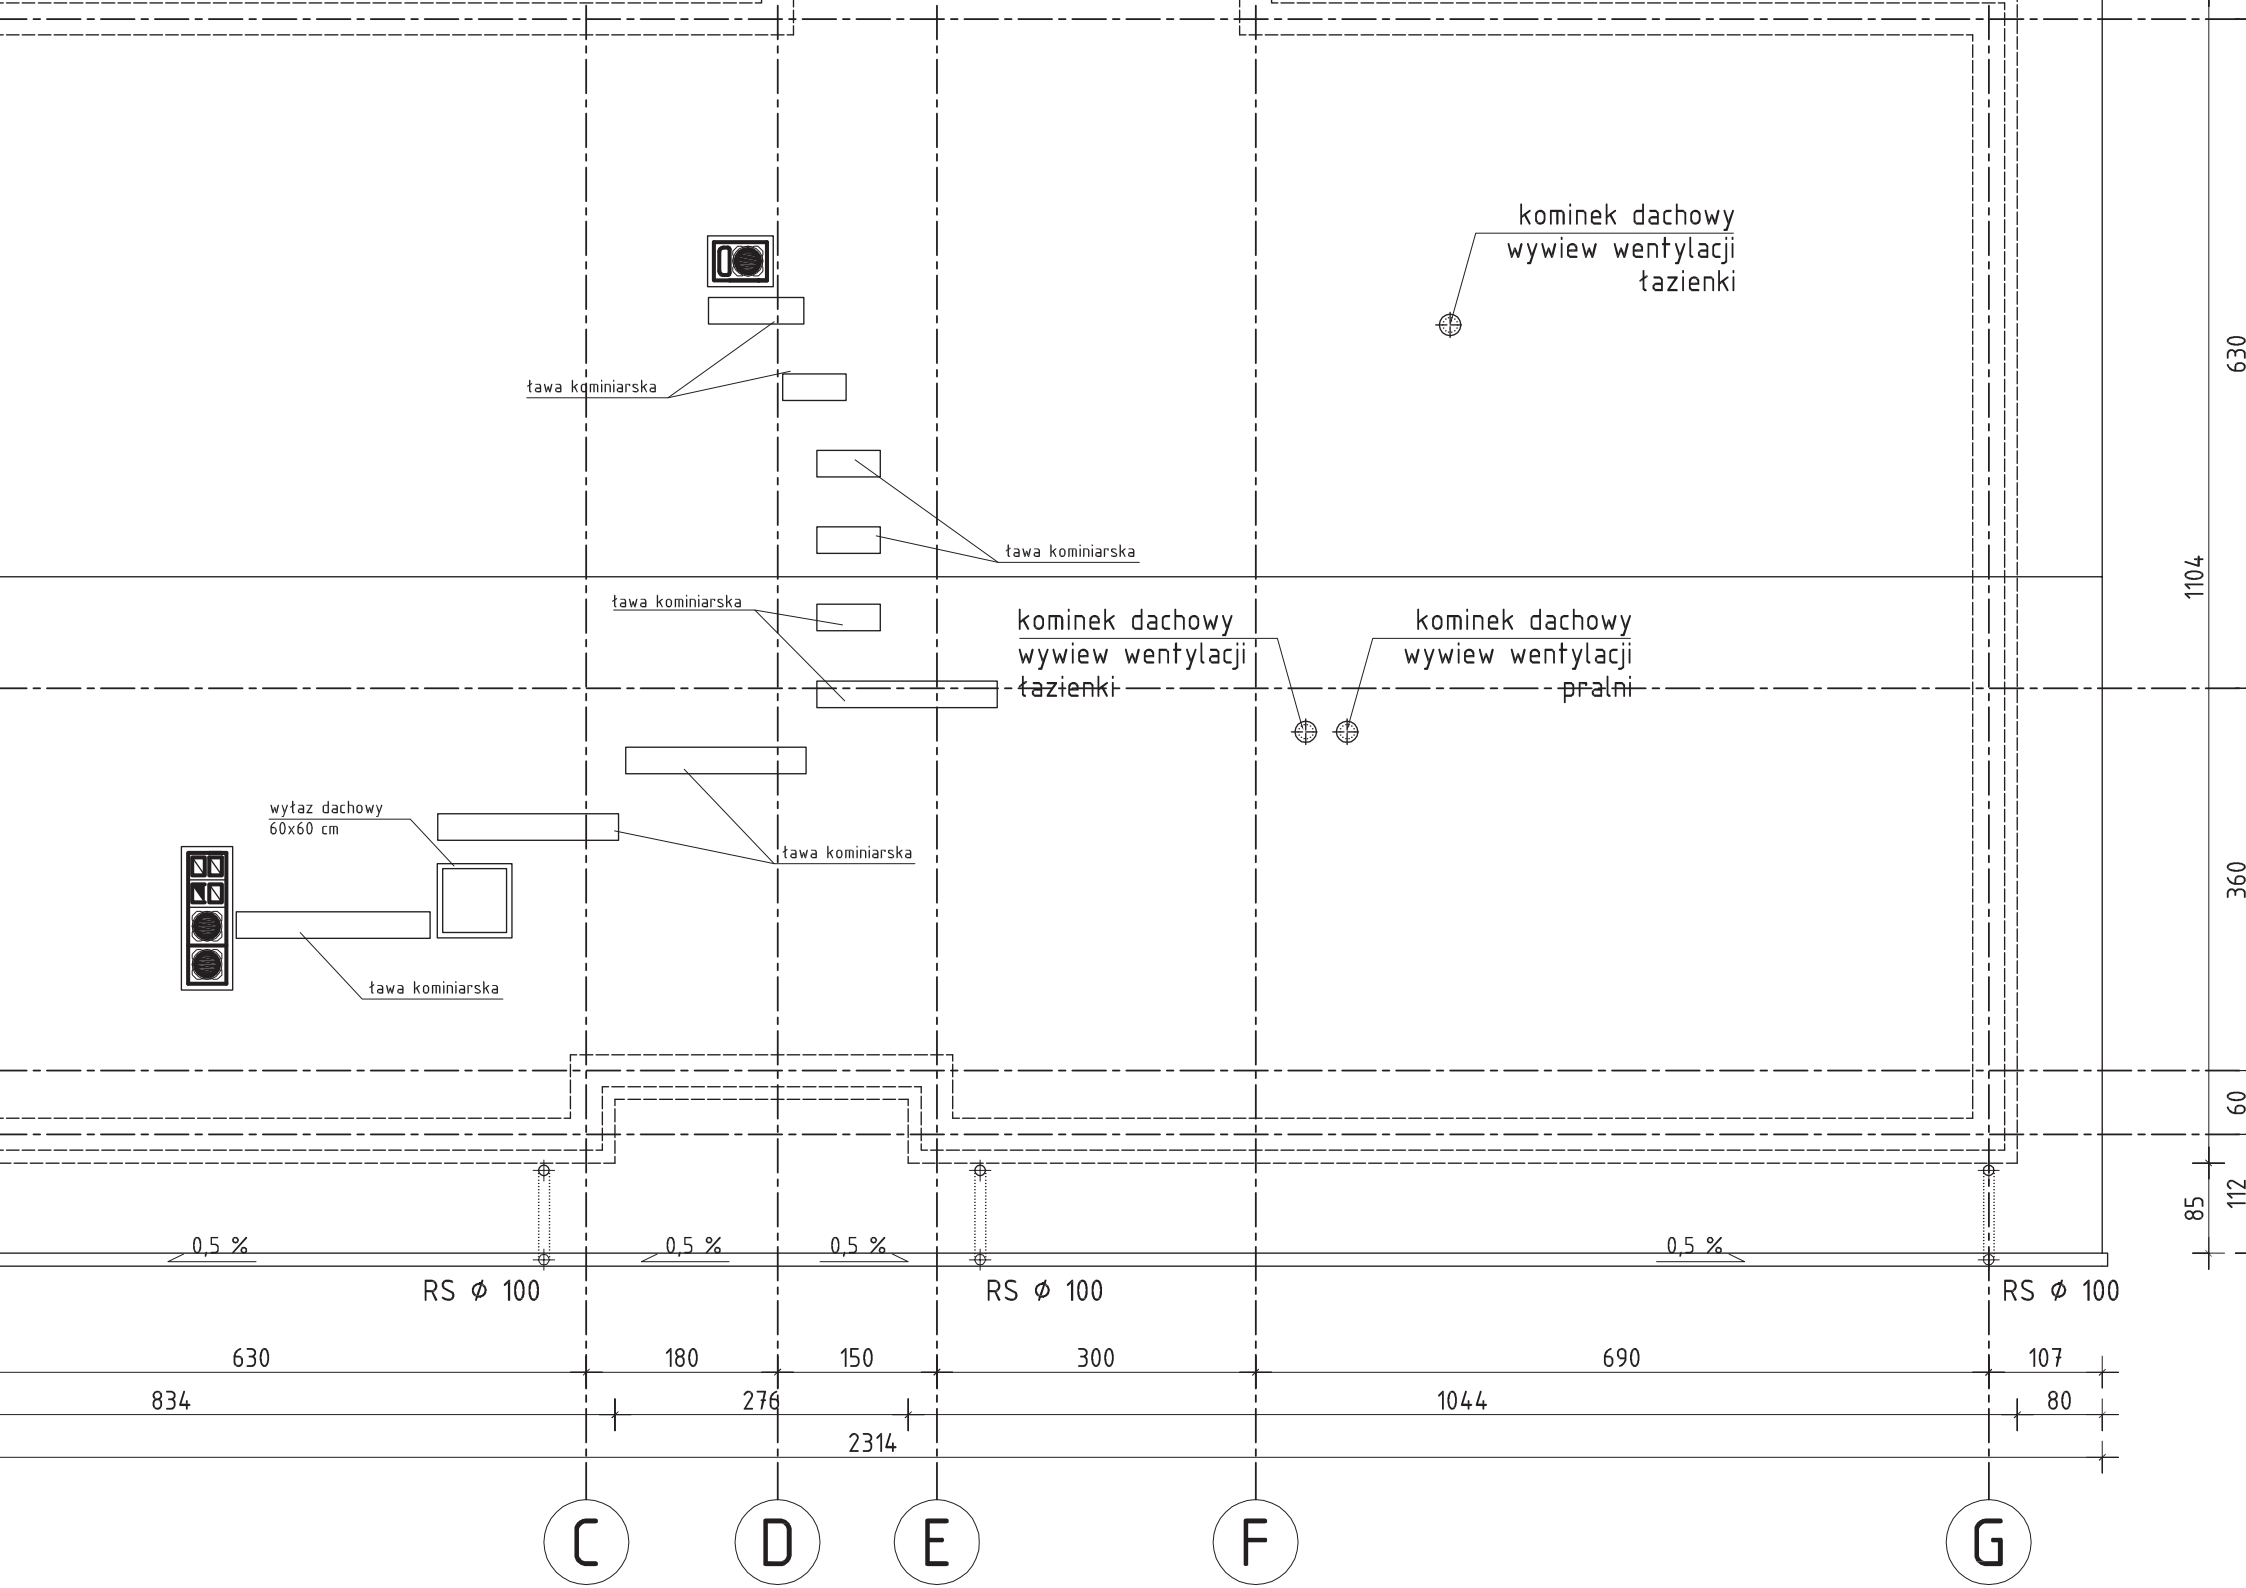 kominek dachowy
wywiew wentylacji
łazienki
630
ława kominiarska
ława kominiarska
1104
ława kominiarska
kominek dachowy
wywiew wentylacji
łazienki
kominek dachowy
wywiew wentylacji
pralni
wyłaz dachowy
60x60 cm
ława kominiarska
360
ława kominiarska
60
112
85
0,5 %
0,5 %
0,5 %
0,5 %
RS Ø 100
RS Ø 100
RS Ø 100
630
180
150
300
690
107
834
276
1044
80
2314
C
D
E
F
G